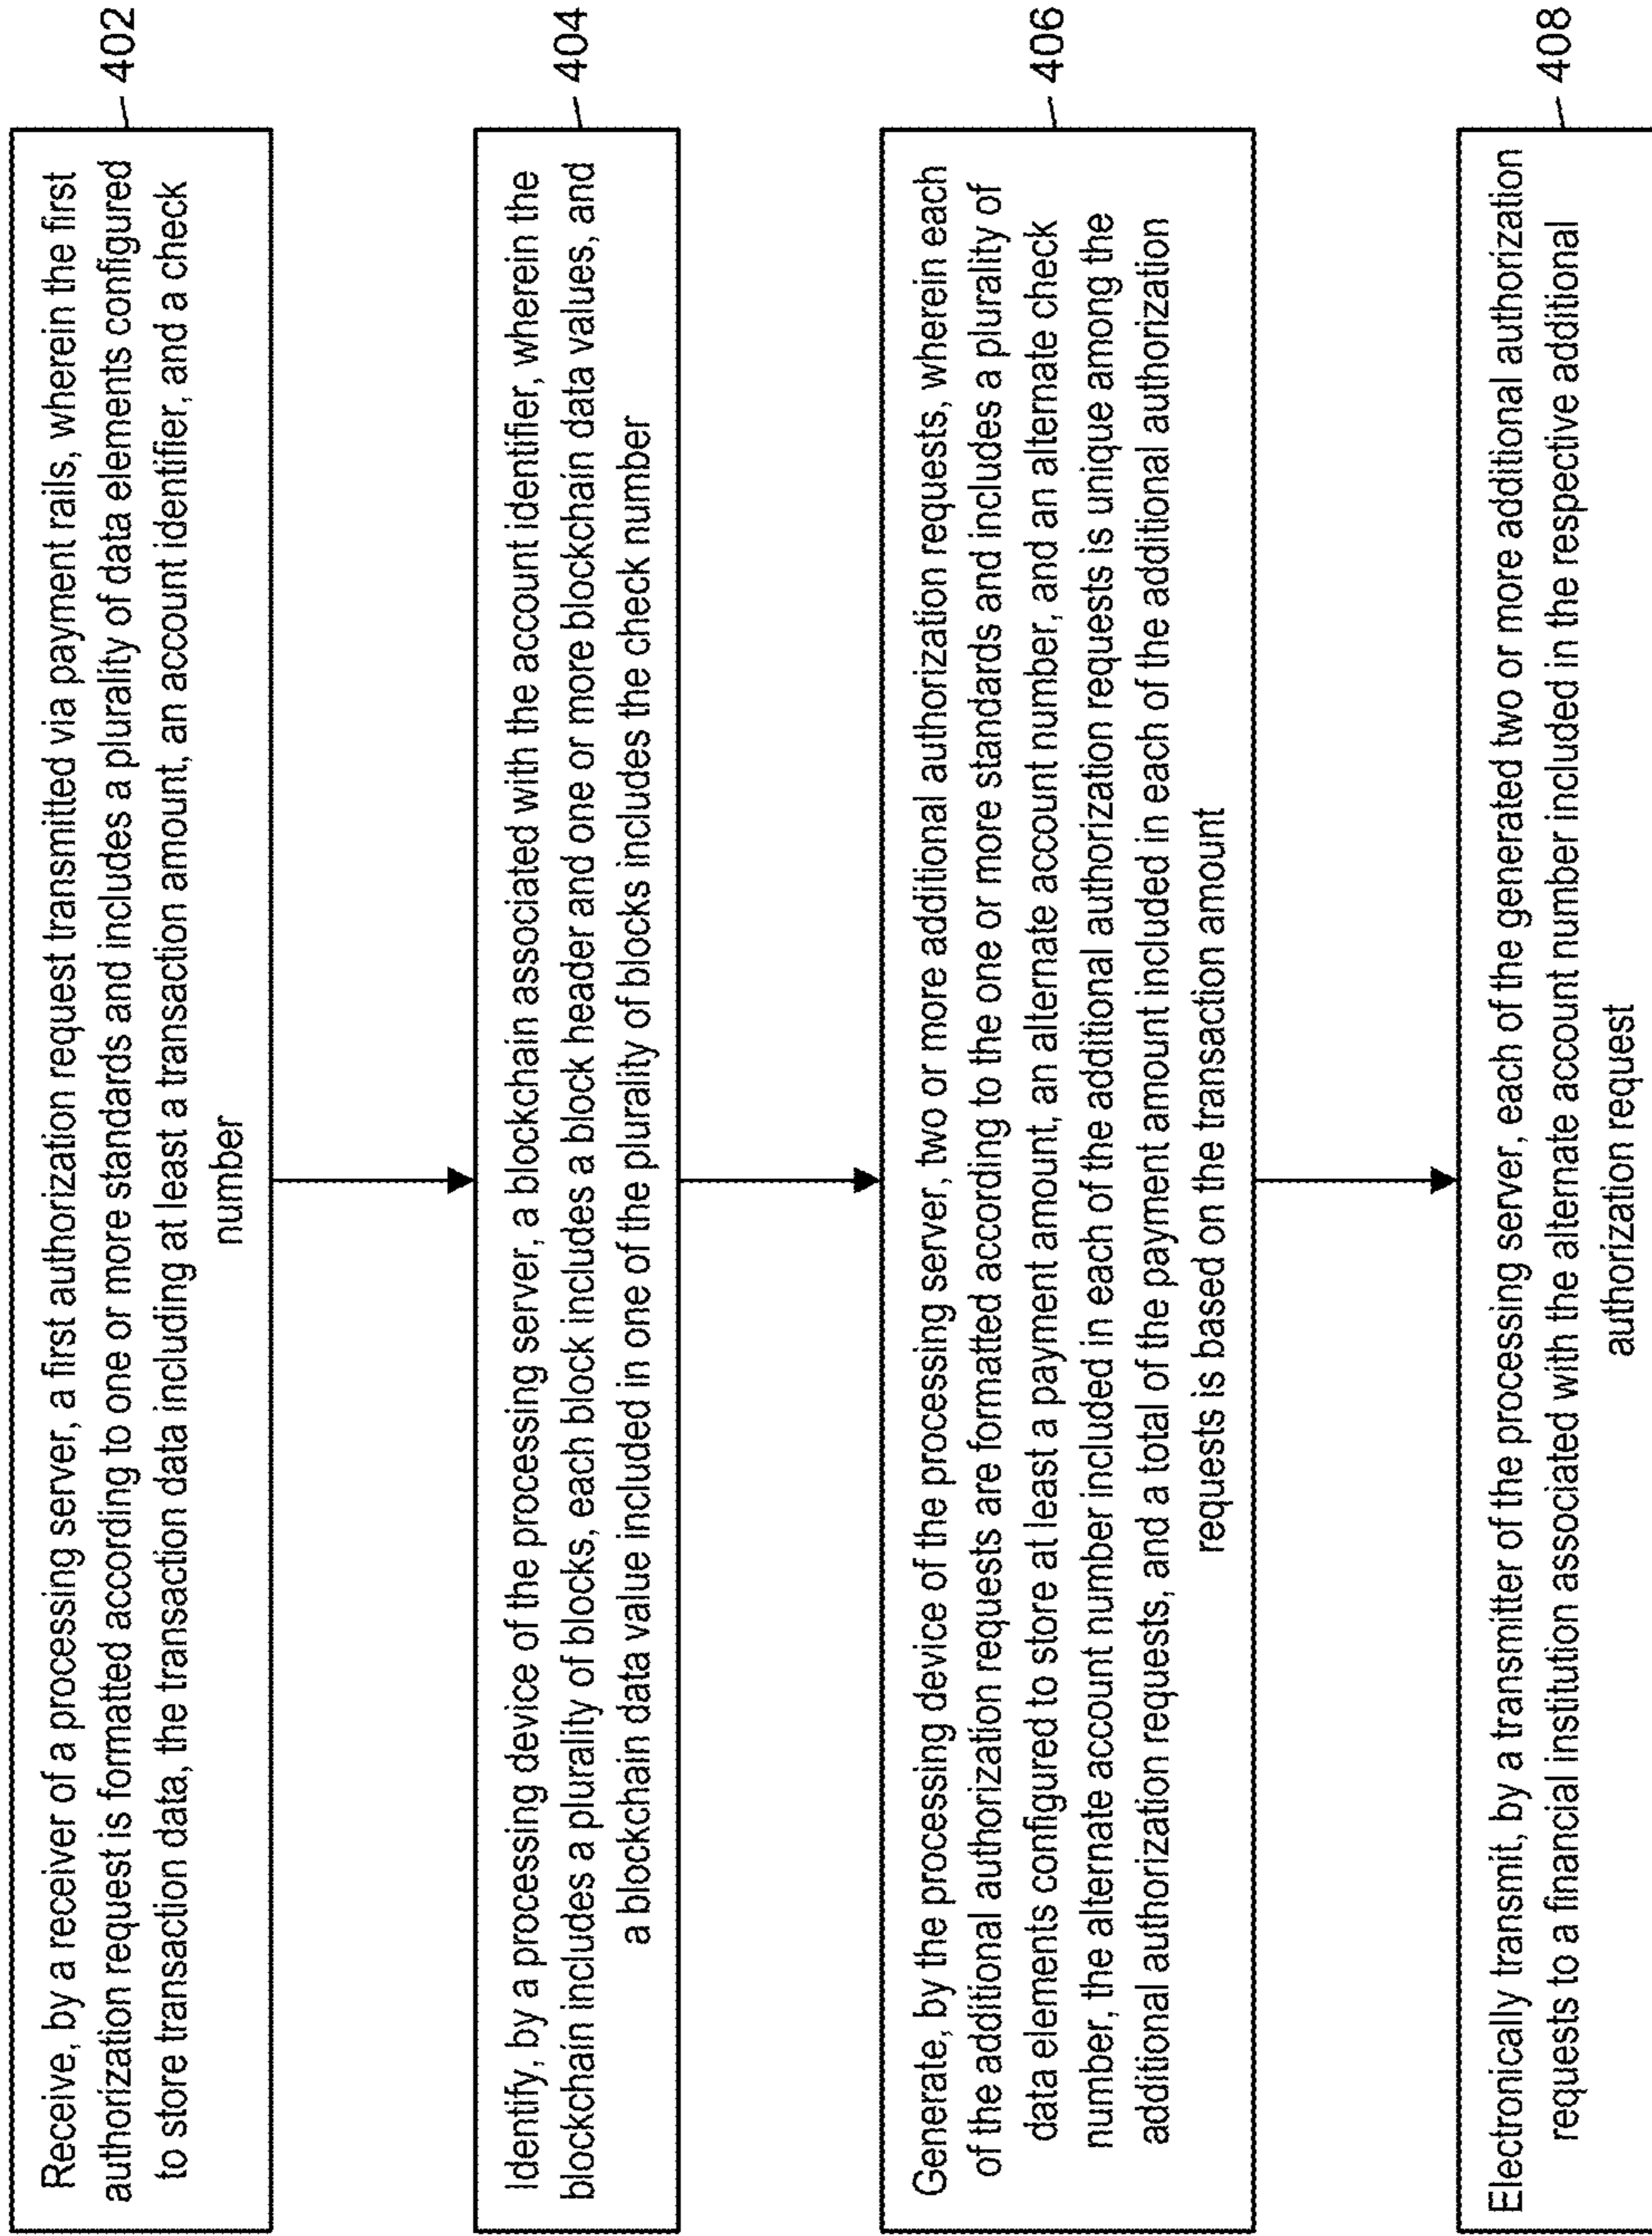 Receive, by a receiver of a processing server, a first authorization request transmitted via payment rails, wherein the first
authorization request is formatted according to one or more standards and includes a plurality of data elements configured
to store transaction data, the transaction data including at least a transaction amount, an account identifier, and a check
number
402
Identify, by a processing device of the processing server, a blockchain associated with the account identifier, wherein the
blockchain includes a plurality of blocks, each block includes a block header and one or more blockchain data values, and
a blockchain data value included in one of the plurality of blocks includes the check number
404
Generate, by the processing device of the processing server, two or more additional authorization requests, wherein each
of the additional authorization requests are formatted according to the one or more standards and includes a plurality of
data elements configured to store at least a payment amount, an alternate account number, and an alternate check
number, the alternate account number included in each of the additional authorization requests is unique among the
additional authorization requests, and a total of the payment amount included in each of the additional authorization
requests is based on the transaction amount
406
Electronically transmit, by a transmitter of the processing server, each of the generated two or more additional authorization
requests to a financial institution associated with the alternate account number included in the respective additional
authorization request
408